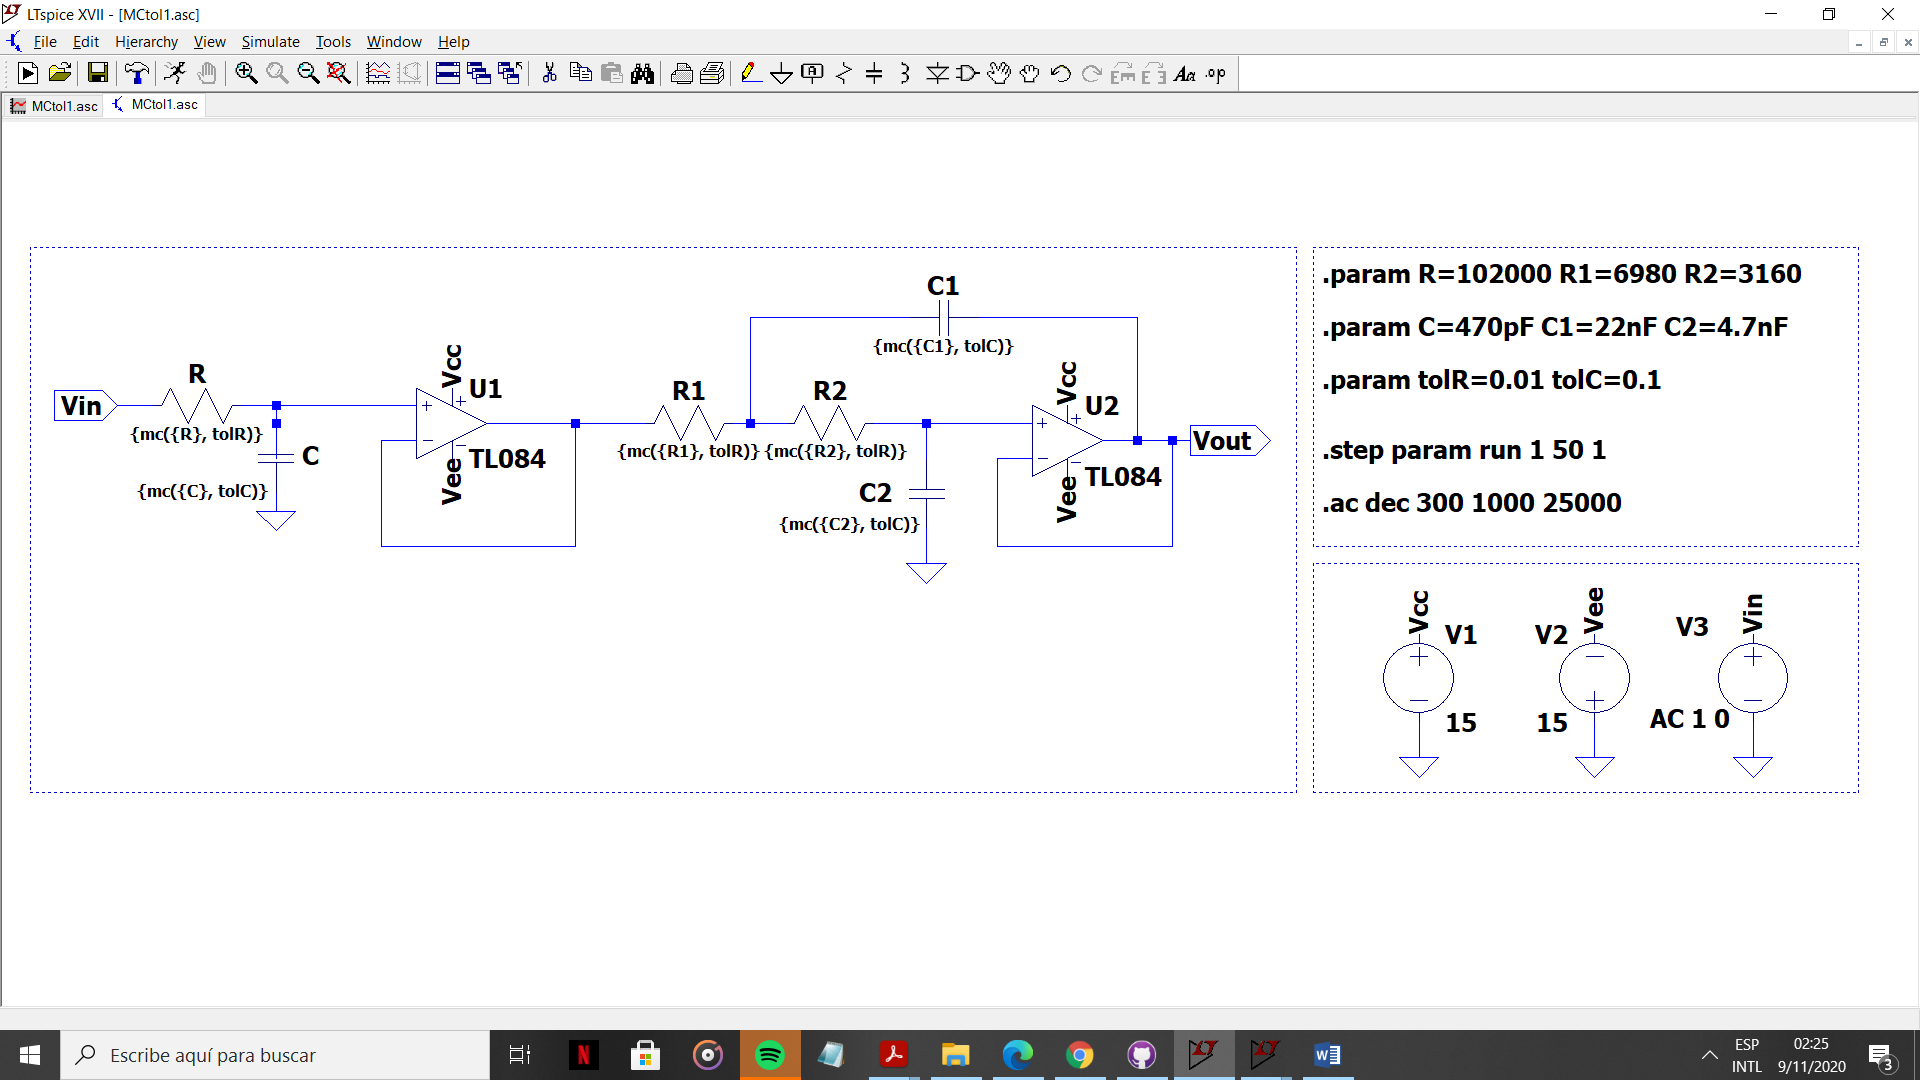 LTspice XVII - [MCtol1.asc]
File Edit Hierarchy View Simulate Tools Window Help
MCtol1.asc MCtol1.asc
Vin
R
{mc({R}, tolR)}
C
{mc({C}, tolC)}
Vcc
U1
TL084
Vee
R1
{mc({R1}, tolR)}
R2
{mc({R2}, tolR)}
C1
{mc({C1}, tolC)}
C2
{mc({C2}, tolC)}
Vcc
U2
TL084
Vee
Vout
.param R=102000 R1=6980 R2=3160
.param C=470pF C1=22nF C2=4.7nF
.param tolR=0.01 tolC=0.1
.step param run 1 50 1
.ac dec 300 1000 25000
Vcc
V1
15
Vee
V2
15
Vin
V3
AC 1 0
Escribe aquí para buscar
ESP
INTL
02:25
9/11/2020
3